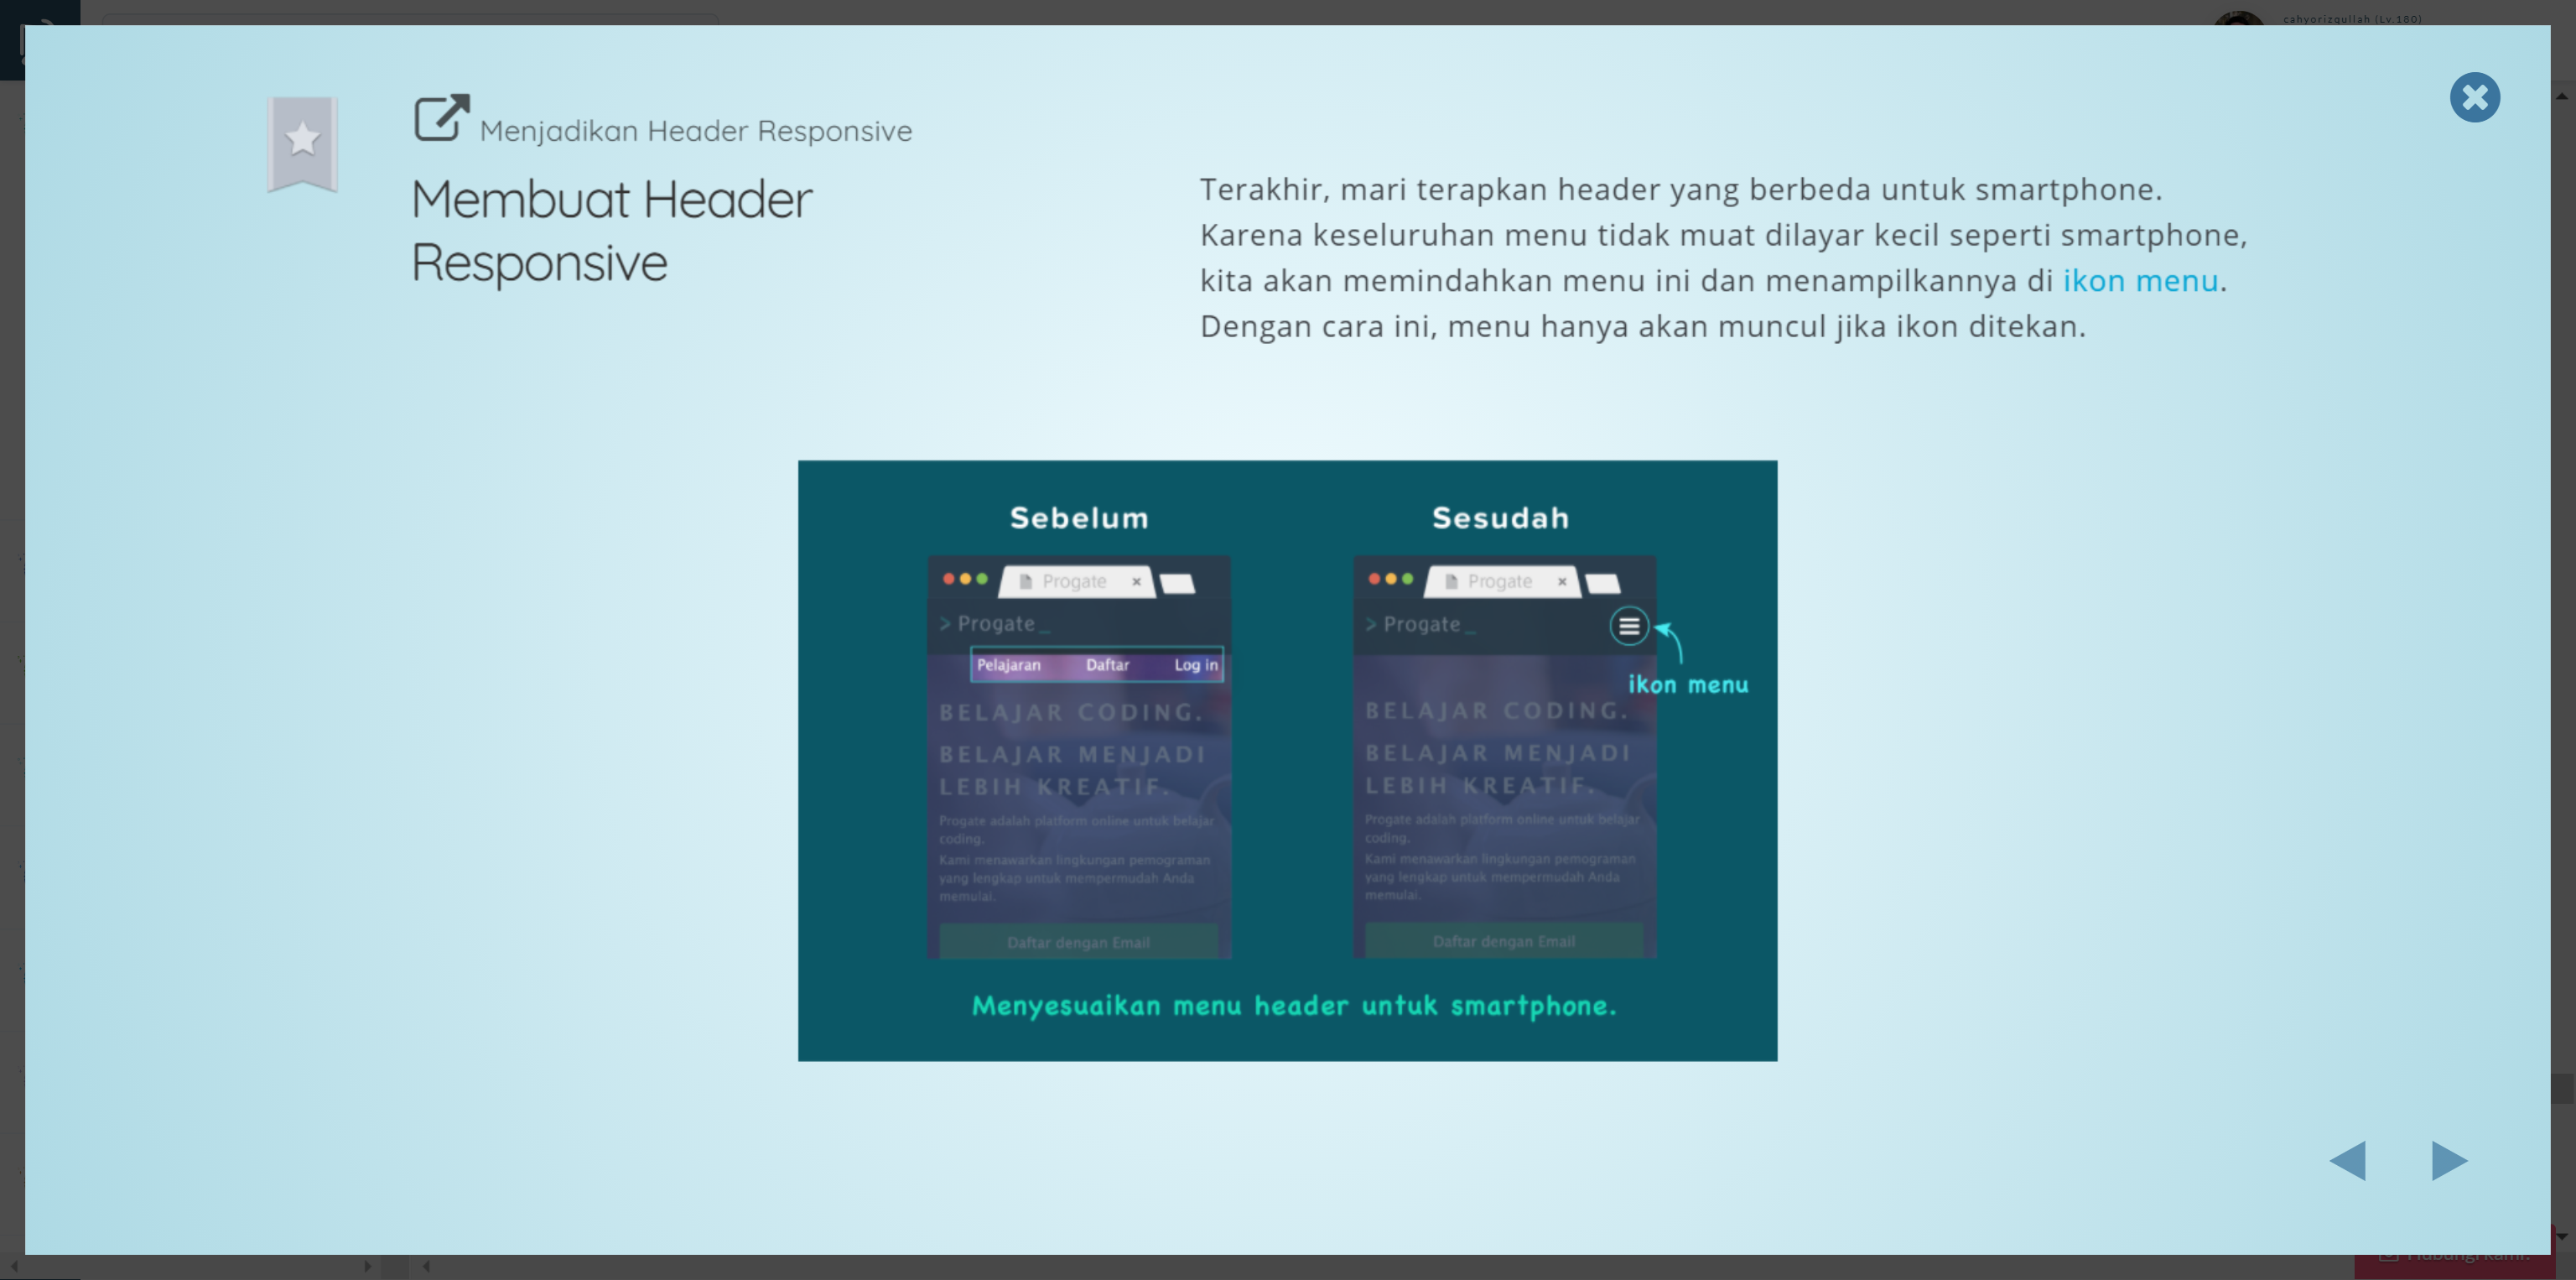 cahyorizqullah (Lv.180)
Menjadikan Header Responsive
Membuat Header
Responsive
Terakhir, mari terapkan header yang berbeda untuk smartphone.
Karena keseluruhan menu tidak muat dilayar kecil seperti smartphone,
kita akan memindahkan menu ini dan menampilkannya di ikon menu.
Dengan cara ini, menu hanya akan muncul jika ikon ditekan.
Sebelum
Progate
> Progate_
Pelajaran Daftar Log in
BELAJAR CODING.
BELAJAR MENJADI
LEBIH KREATIF.
Progate adalah platform online untuk belajar
coding.
Kami menawarkan lingkungan pemograman
yang lengkap untuk mempermudah Anda
memulai.
Daftar dengan Email
Sesudah
Progate
> Progate_
ikon menu
BELAJAR CODING.
BELAJAR MENJADI
LEBIH KREATIF.
Progate adalah platform online untuk belajar
coding.
Kami menawarkan lingkungan pemograman
yang lengkap untuk mempermudah Anda
memulai.
Daftar dengan Email
Menyesuaikan menu header untuk smartphone.